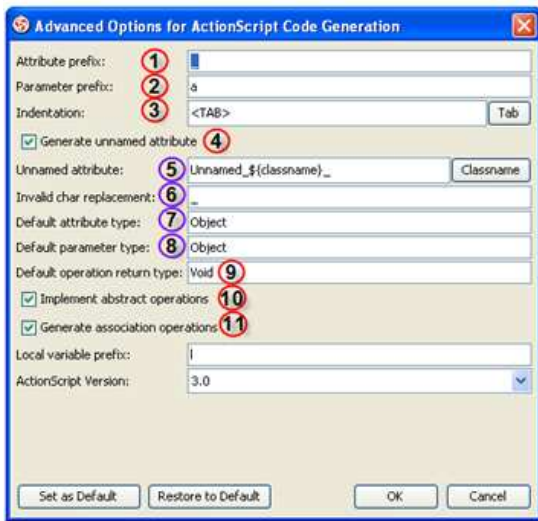 Advanced Options for ActionScript Code Generation
Attribute prefix: 1 _
Parameter prefix: 2 a
Indentation: 3 <TAB> Tab
Generate unnamed attribute 4
Unnamed attribute: 5 Unnamed_${classname}_ Classname
Invalid char replacement: 6 _
Default attribute type: 7 Object
Default parameter type: 8 Object
Default operation return type: Void 9
Implement abstract operations 10
Generate association operations 11
Local variable prefix: l
ActionScript Version: 3.0
Set as Default Restore to Default OK Cancel